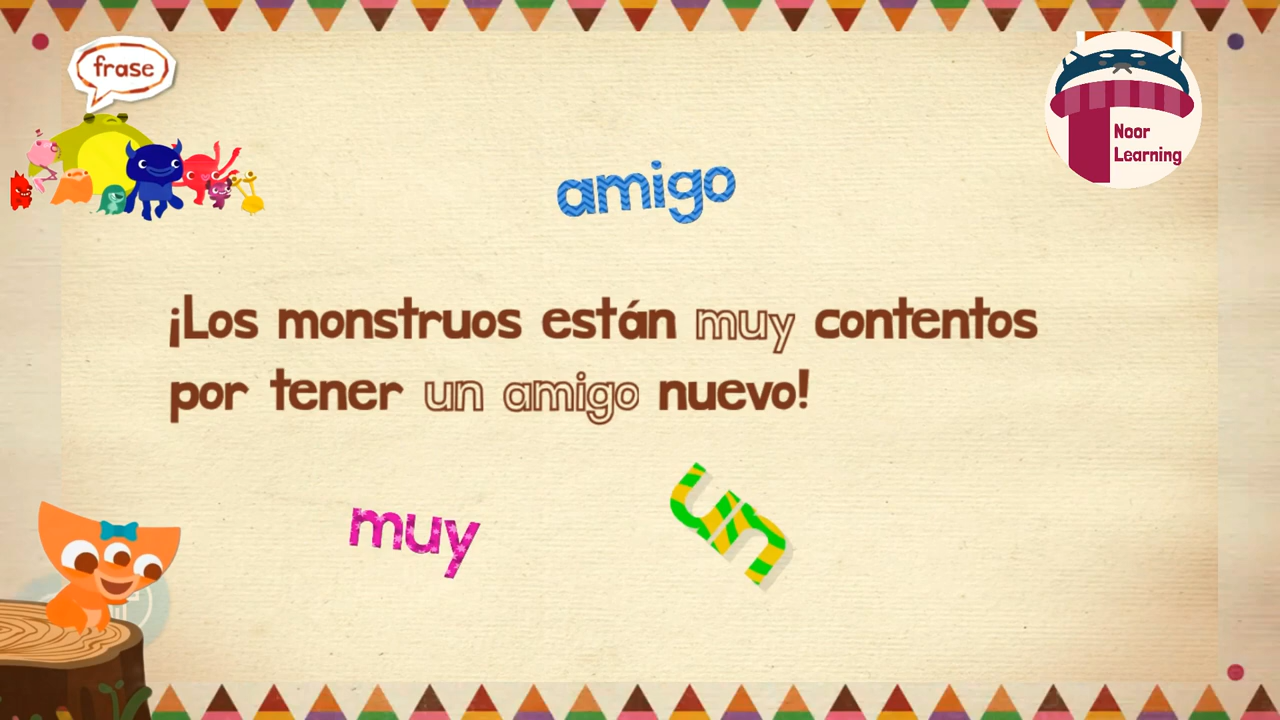 frase
Noor
Learning
amigo
¡Los monstruos están muy contentos
por tener un amigo nuevo!
muy
un